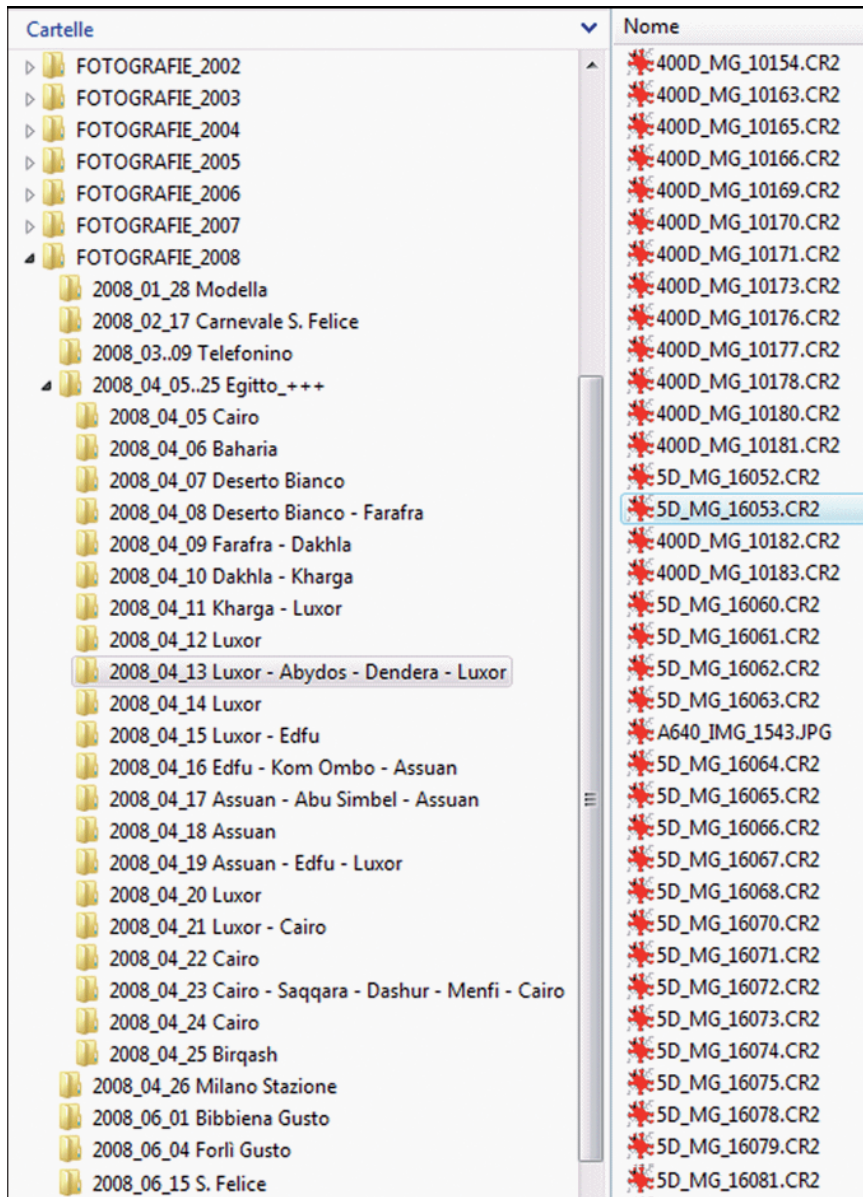 Cartelle
FOTOGRAFIE_2002
FOTOGRAFIE_2003
FOTOGRAFIE_2004
FOTOGRAFIE_2005
FOTOGRAFIE_2006
FOTOGRAFIE_2007
FOTOGRAFIE_2008
2008_01_28 Modella
2008_02_17 Carnevale S. Felice
2008_03..09 Telefonino
2008_04_05..25 Egitto_+++
2008_04_05 Cairo
2008_04_06 Baharia
2008_04_07 Deserto Bianco
2008_04_08 Deserto Bianco - Farafra
2008_04_09 Farafra - Dakhla
2008_04_10 Dakhla - Kharga
2008_04_11 Kharga - Luxor
2008_04_12 Luxor
2008_04_13 Luxor - Abydos - Dendera - Luxor
2008_04_14 Luxor
2008_04_15 Luxor - Edfu
2008_04_16 Edfu - Kom Ombo - Assuan
2008_04_17 Assuan - Abu Simbel - Assuan
2008_04_18 Assuan
2008_04_19 Assuan - Edfu - Luxor
2008_04_20 Luxor
2008_04_21 Luxor - Cairo
2008_04_22 Cairo
2008_04_23 Cairo - Saqqara - Dashur - Menfi - Cairo
2008_04_24 Cairo
2008_04_25 Birqash
2008_04_26 Milano Stazione
2008_06_01 Bibbiena Gusto
2008_06_04 Forlì Gusto
2008_06_15 S. Felice
Nome
400D_MG_10154.CR2
400D_MG_10163.CR2
400D_MG_10165.CR2
400D_MG_10166.CR2
400D_MG_10169.CR2
400D_MG_10170.CR2
400D_MG_10171.CR2
400D_MG_10173.CR2
400D_MG_10176.CR2
400D_MG_10177.CR2
400D_MG_10178.CR2
400D_MG_10180.CR2
400D_MG_10181.CR2
5D_MG_16052.CR2
5D_MG_16053.CR2
400D_MG_10182.CR2
400D_MG_10183.CR2
5D_MG_16060.CR2
5D_MG_16061.CR2
5D_MG_16062.CR2
5D_MG_16063.CR2
A640_IMG_1543.JPG
5D_MG_16064.CR2
5D_MG_16065.CR2
5D_MG_16066.CR2
5D_MG_16067.CR2
5D_MG_16068.CR2
5D_MG_16070.CR2
5D_MG_16071.CR2
5D_MG_16072.CR2
5D_MG_16073.CR2
5D_MG_16074.CR2
5D_MG_16075.CR2
5D_MG_16078.CR2
5D_MG_16079.CR2
5D_MG_16081.CR2